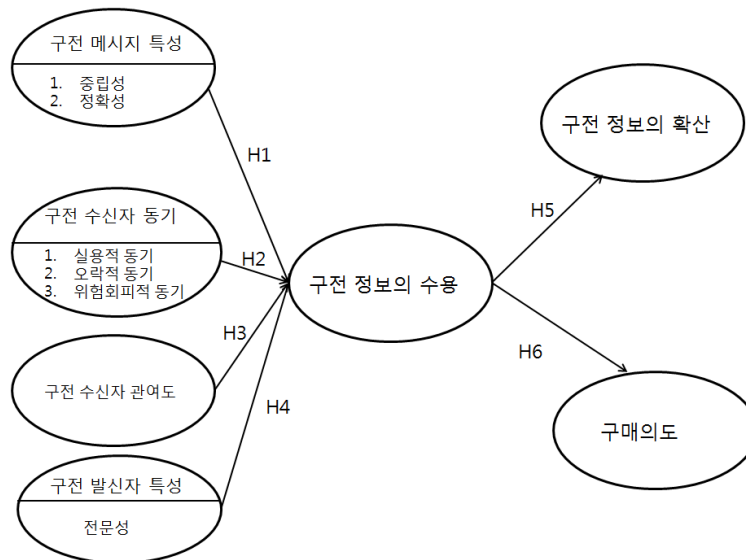 구전 메시지 특성
1. 중립성
2. 정확성
H1
구전 수신자 동기
1. 실용적 동기
2. 오락적 동기
3. 위험회피적 동기
H2
구전 수신자 관여도
H3
구전 발신자 특성
전문성
H4
구전 정보의 수용
H5
구전 정보의 확산
H6
구매의도